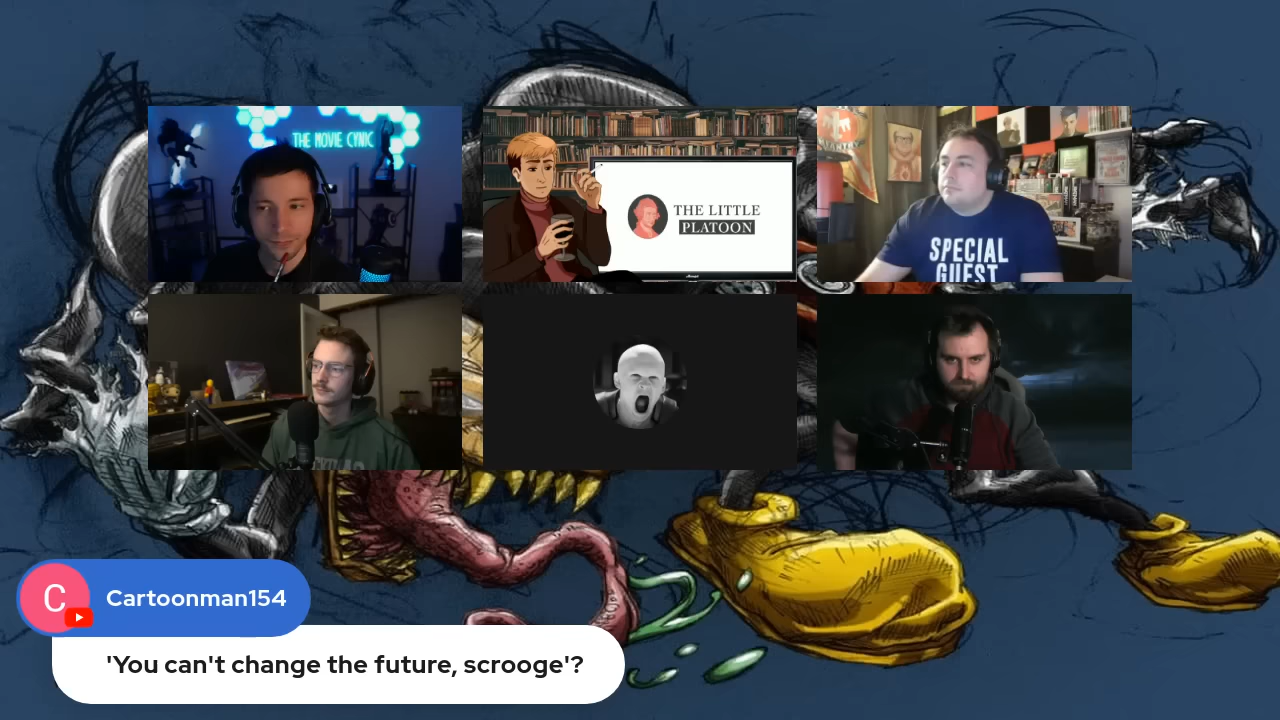 THE MOVIE CYNIC
THE LITTLE
PLATOON
SPECIAL
GUEST
C
Cartoonman154
'You can't change the future, scrooge'?